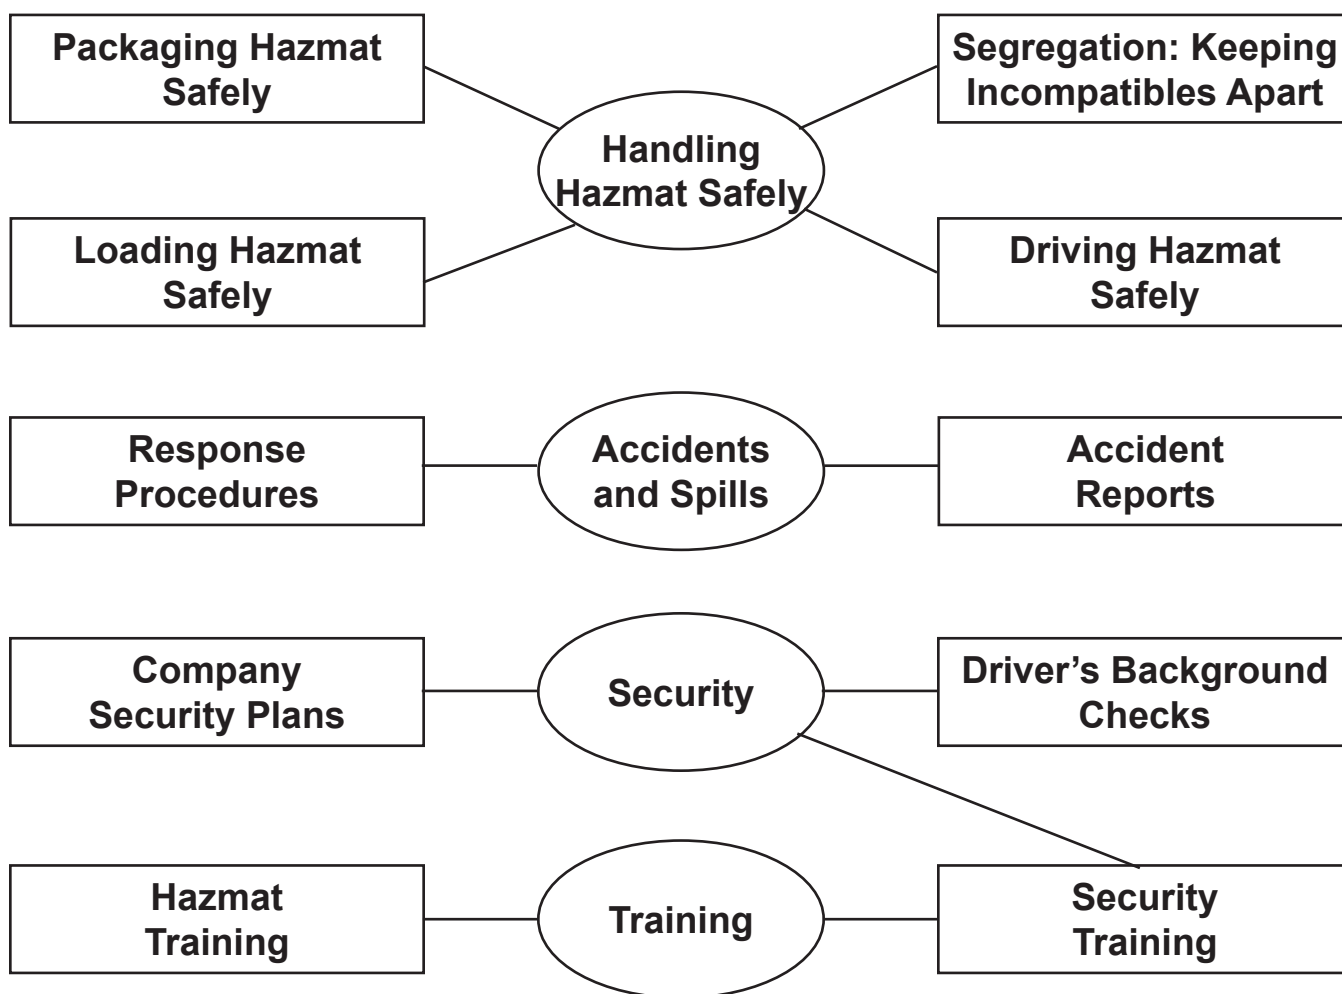 Packaging Hazmat
Safely
Segregation: Keeping
Incompatibles Apart
Handling
Hazmat Safely
Loading Hazmat
Safely
Driving Hazmat
Safely
Response
Procedures
Accidents
and Spills
Accident
Reports
Company
Security Plans
Security
Driver’s Background
Checks
Hazmat
Training
Training
Security
Training